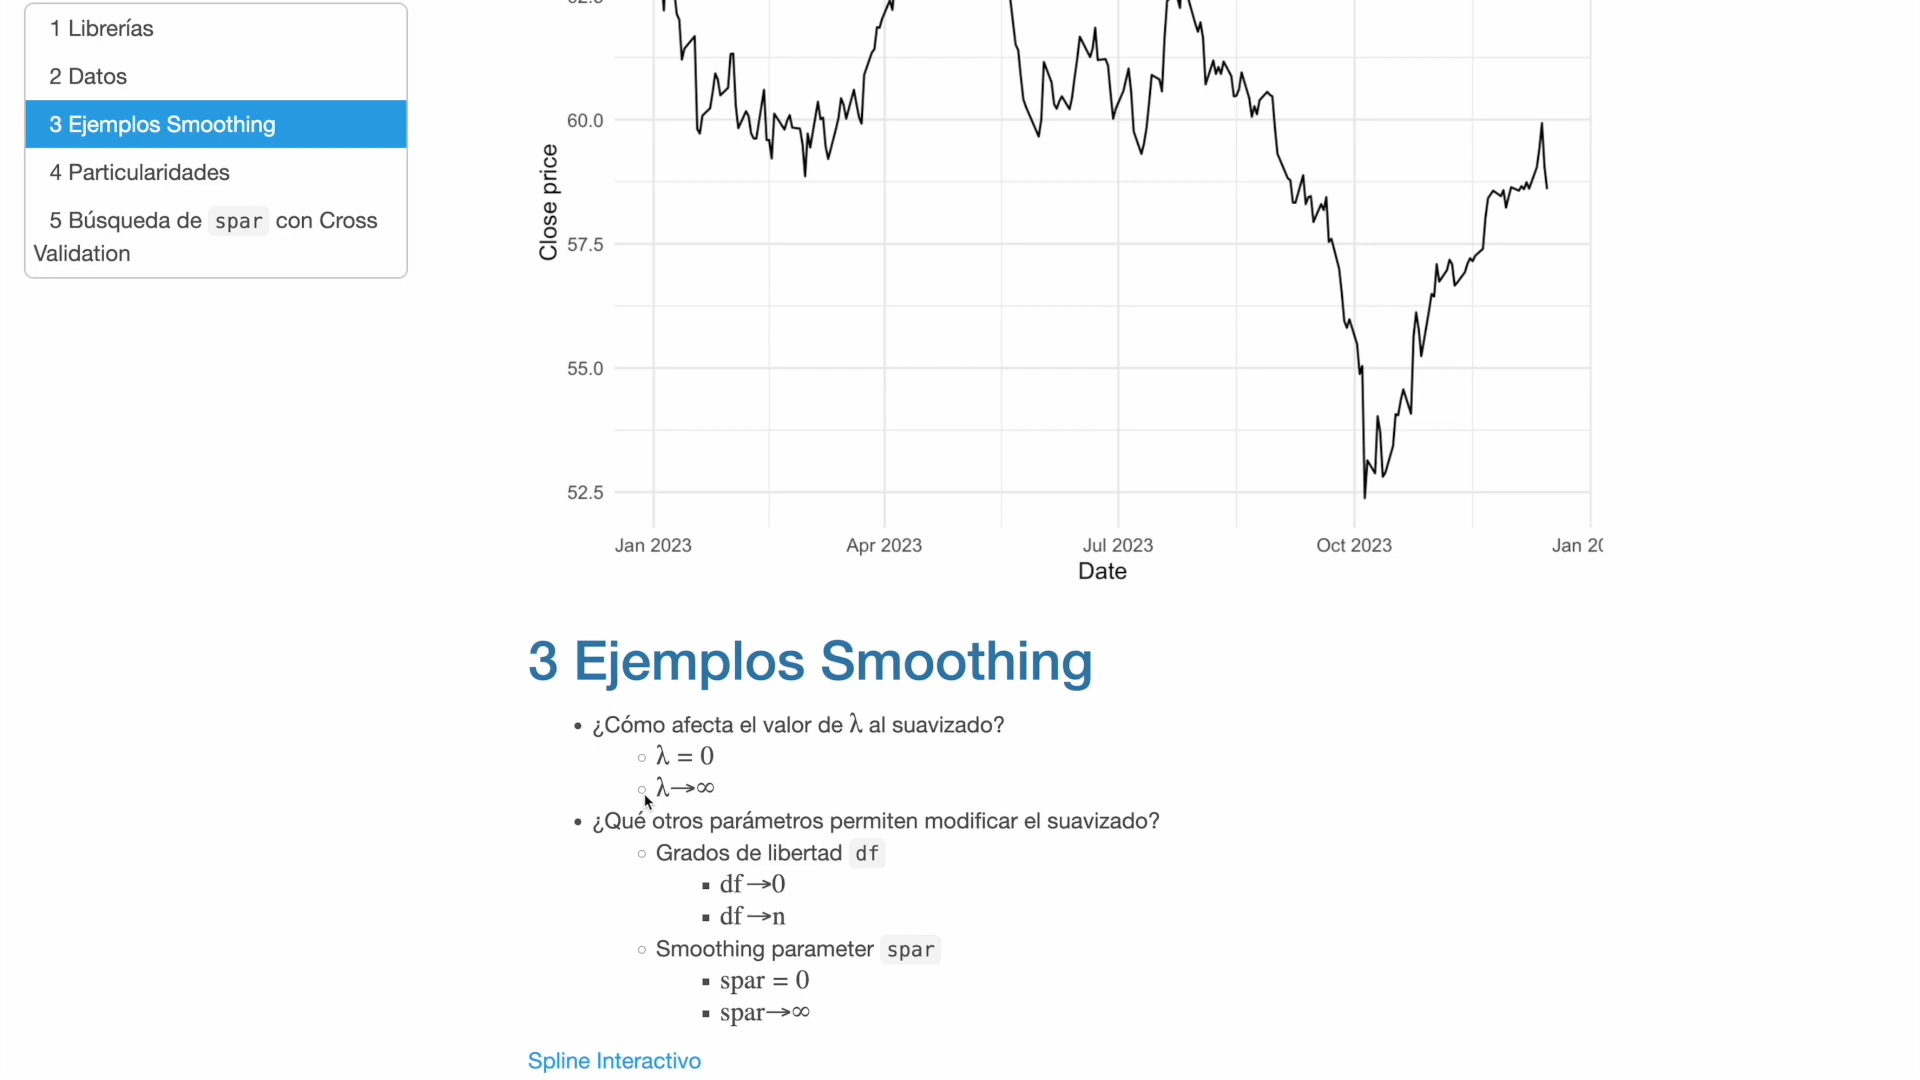 1 Librerías
2 Datos
3 Ejemplos Smoothing
4 Particularidades
5 Búsqueda de spar con Cross
Validation
60.0
57.5
55.0
52.5
Close price
Jan 2023
Apr 2023
Jul 2023
Oct 2023
Jan 20
Date
3 Ejemplos Smoothing
• ¿Cómo afecta el valor de λ al suavizado?
◦ λ = 0
◦ λ→∞
• ¿Qué otros parámetros permiten modificar el suavizado?
◦ Grados de libertad df
▪ df→0
▪ df→n
◦ Smoothing parameter spar
▪ spar = 0
▪ spar→∞
Spline Interactivo